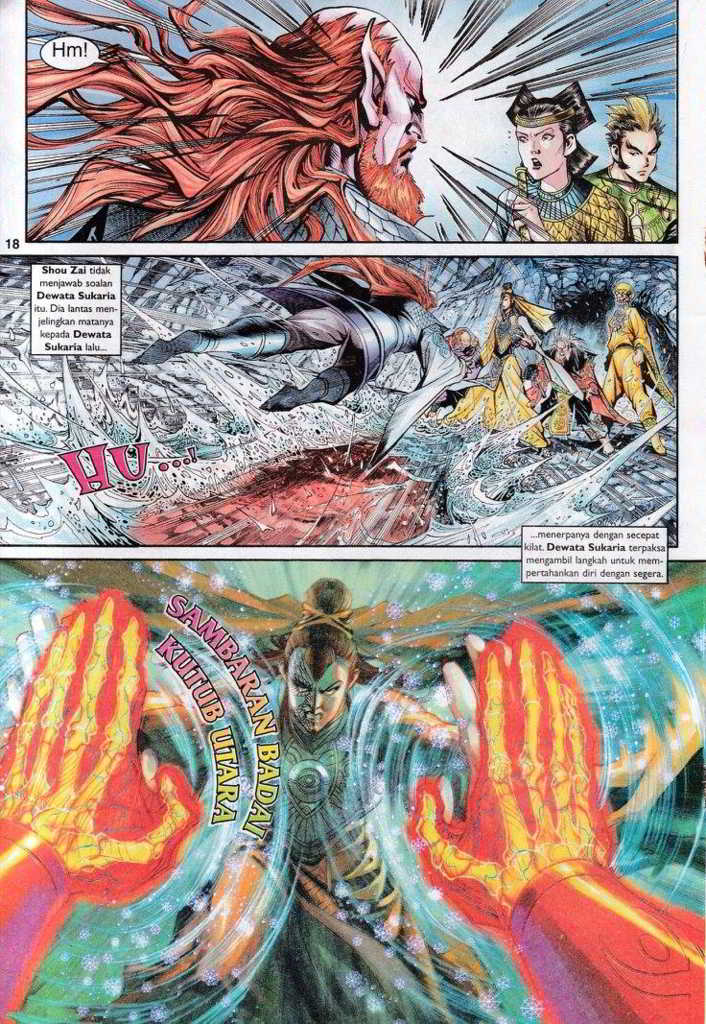 Hm!
18
Shou Zai tidak
menjawab soalan
Dewata Sukaria
itu. Dia lantas men-
jelingkan matanya
kepada Dewata
Sukaria lalu...
HU...!
...menerpanya dengan secepat
kilat. Dewata Sukaria terpaksa
mengambil langkah untuk mem-
pertahankan diri dengan segera.
SAMBARAN BADAI
KUTUB UTARA